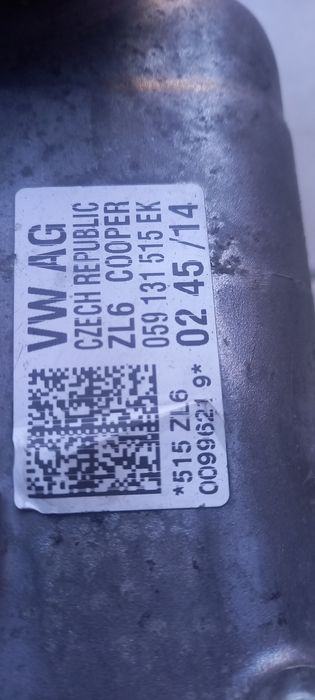 VW AG
CZECH REPUBLIC
ZL6 COOPER
059 131 515 EK
02 45 /14
*515 ZL6
0099621 9*